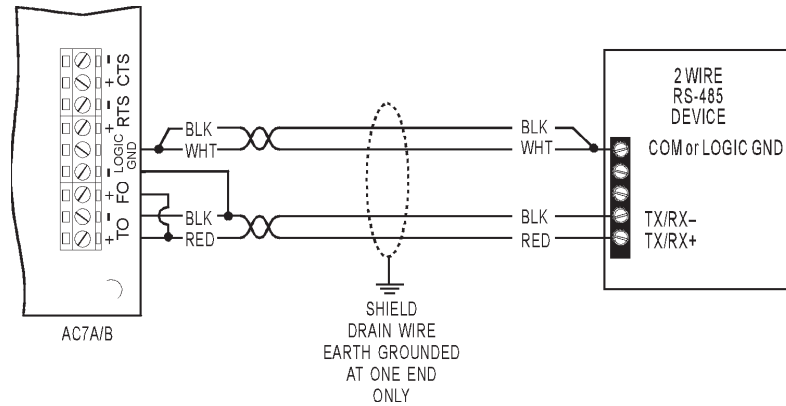 - CTS
+
- RTS
+
LOGIC GND
- FO
+
- TO
+
AC7A/B
BLK
WHT
BLK
RED
SHIELD
DRAIN WIRE
EARTH GROUNDED
AT ONE END
ONLY
BLK
WHT
BLK
RED
2 WIRE
RS-485
DEVICE
COM or LOGIC GND
TX/RX–
TX/RX+